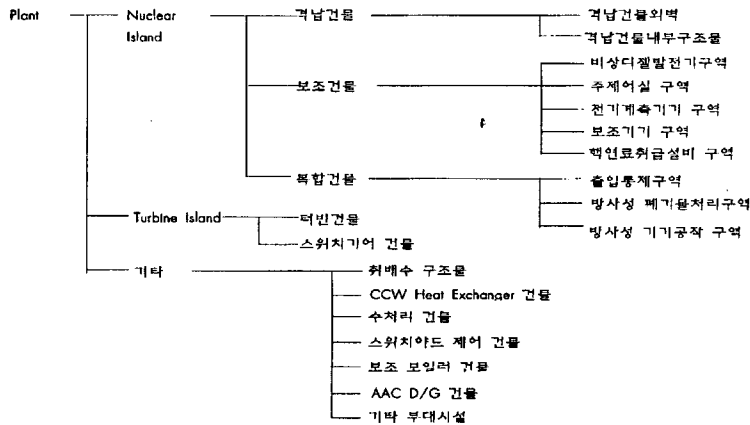 Plant
Nuclear
Island
격납건물
격납건물외벽
격납건물내부구조물
보조건물
비상디젤발전기구역
주제어실 구역
전기계측기기 구역
보조기기 구역
핵연료취급설비 구역
복합건물
출입통제구역
방사성 폐기물처리구역
방사성 기기공작 구역
Turbine Island
터빈건물
스위치기어 건물
기타
취배수 구조물
CCW Heat Exchanger 건물
수처리 건물
스위치야드 제어 건물
보조 보일러 건물
AAC D/G 건물
기타 부대시설